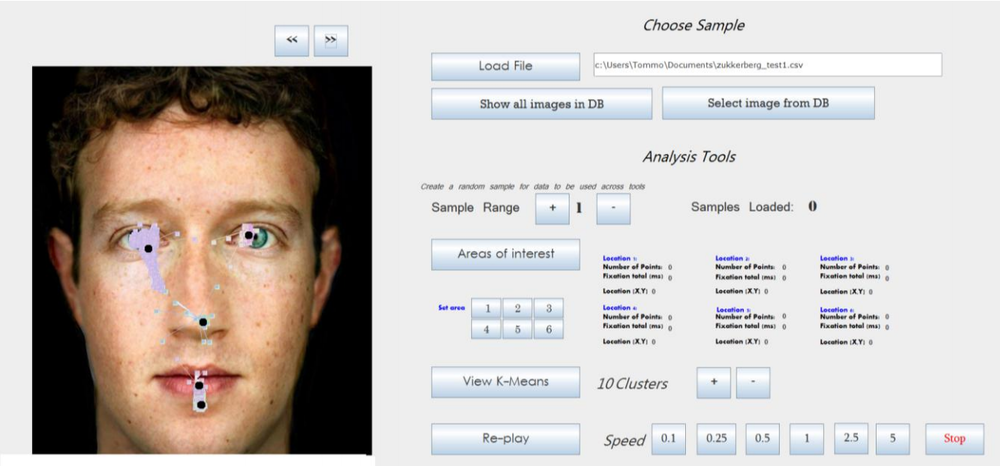 << >>
Choose Sample
Load File c:\Users\Tommo\Documents\zukkerberg_test1.csv
Show all images in DB Select image from DB
Analysis Tools
Create a random sample for data to be used across tools
Sample Range + 1 - Samples Loaded: 0
Areas of interest
Location 1: Location 2: Location 3:
Number of Points: 0 Number of Points: 0 Number of Points: 0
Fixation total (ms) 0 Fixation total (ms) 0 Fixation total (ms) 0
Location (X,Y) 0 Location (X,Y) 0 Location (X,Y) 0
Set area 1 2 3
4 5 6
Location 4: Location 5: Location 6:
Number of Points: 0 Number of Points: 0 Number of Points: 0
Fixation total (ms) 0 Fixation total (ms) 0 Fixation total (ms) 0
Location (X,Y) 0 Location (X,Y) 0 Location (X,Y) 0
View K-Means 10 Clusters + -
Re-play Speed 0.1 0.25 0.5 1 2.5 5 Stop